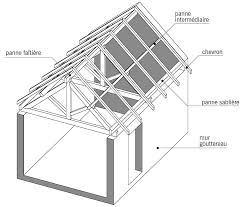 panne
intermédiaire
chevron
panne faîtière
panne sablière
mur
gouttereau